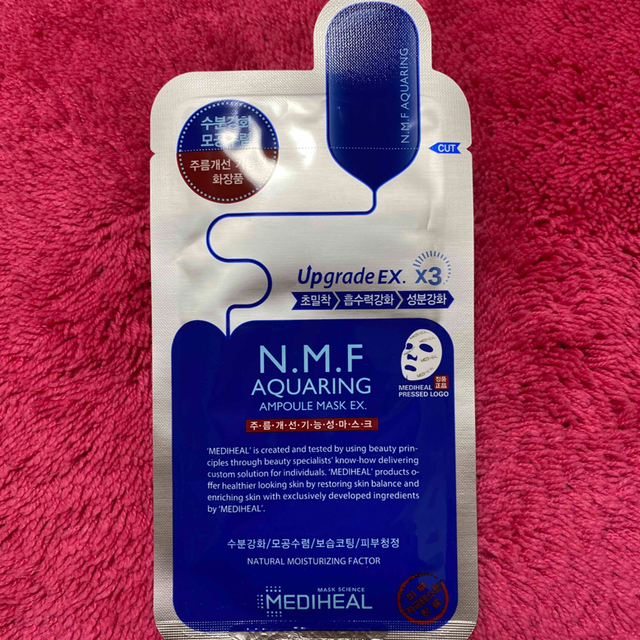 N.M.F AQUARING
CUT
수분강화
모공수렴
주름개선
화장품
Upgrade EX. X3
초밀착 흡수력강화 성분강화
N.M.F
AQUARING
AMPOULE MASK EX.
주·름·개·선·기·능·성·마·스·크
MEDIHEAL
PRESSED LOGO
정품
正品
'MEDIHEAL' is created and tested by using beauty prin-
ciples through beauty specialists' know-how delivering
custom solution for individuals. 'MEDIHEAL' products o-
ffer healthier looking skin by restoring skin balance and
enriching skin with exclusively developed ingredients
by 'MEDIHEAL'.
수분강화/모공수렴/보습코팅/피부청정
NATURAL MOISTURIZING FACTOR
MASK SCIENCE
MEDIHEAL